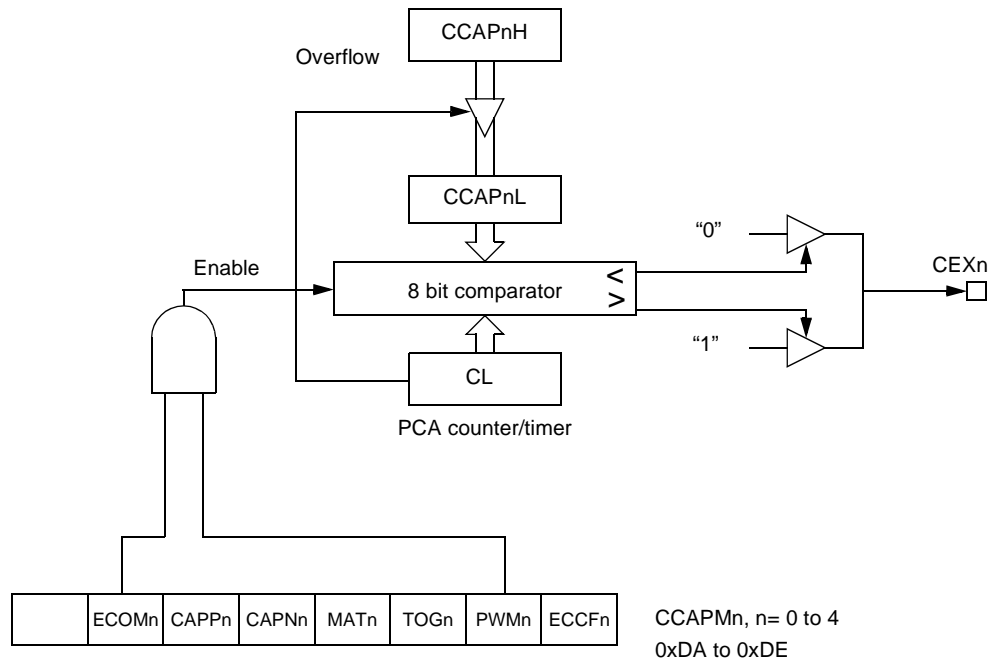 CCAPnH
Overflow
CCAPnL
“0”
Enable
8 bit comparator
<
>
CEXn
“1”
CL
PCA counter/timer
ECOMn CAPPn CAPNn MATn TOGn PWMn ECCFn
CCAPMn, n= 0 to 4
0xDA to 0xDE